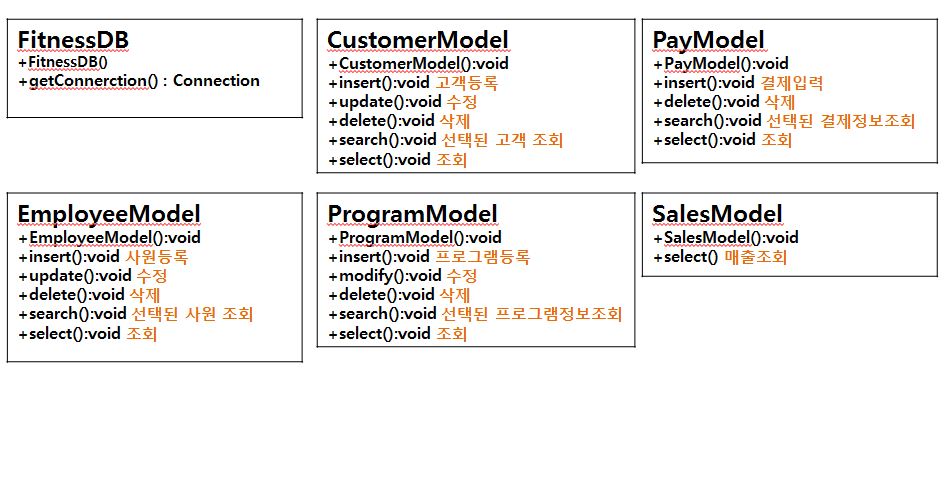 FitnessDB
+FitnessDB()
+getConnerction() : Connection
CustomerModel
+CustomerModel():void
+insert():void 고객등록
+update():void 수정
+delete():void 삭제
+search():void 선택된 고객 조회
+select():void 조회
PayModel
+PayModel():void
+insert():void 결제입력
+delete():void 삭제
+search():void 선택된 결제정보조회
+select():void 조회
EmployeeModel
+EmployeeModel():void
+insert():void 사원등록
+update():void 수정
+delete():void 삭제
+search():void 선택된 사원 조회
+select():void 조회
ProgramModel
+ProgramModel():void
+insert():void 프로그램등록
+modify():void 수정
+delete():void 삭제
+search():void 선택된 프로그램정보조회
+select():void 조회
SalesModel
+SalesModel():void
+select() 매출조회